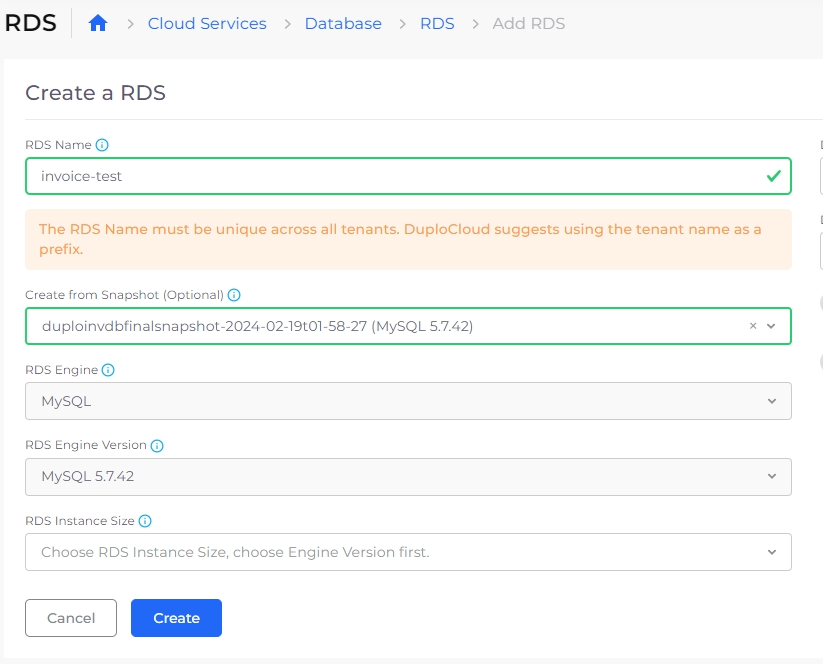 RDS
Cloud Services
Database
RDS
Add RDS
Create a RDS
RDS Name
invoice-test
The RDS Name must be unique across all tenants. DuploCloud suggests using the tenant name as a
prefix.
Create from Snapshot (Optional)
duploinvdbfinalsnapshot-2024-02-19t01-58-27 (MySQL 5.7.42)
RDS Engine
MySQL
RDS Engine Version
MySQL 5.7.42
RDS Instance Size
Choose RDS Instance Size, choose Engine Version first.
Cancel
Create